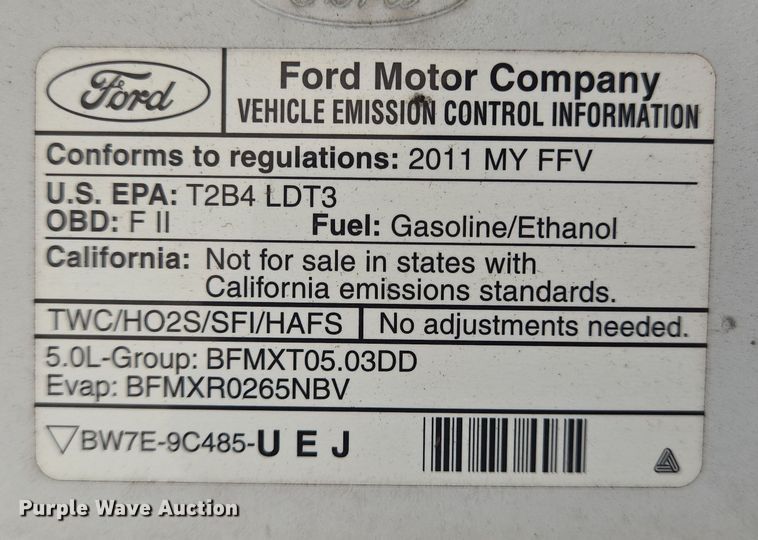 Ford
Ford
Ford Motor Company
VEHICLE EMISSION CONTROL INFORMATION
Conforms to regulations: 2011 MY FFV
U.S. EPA: T2B4 LDT3
OBD: F II Fuel: Gasoline/Ethanol
California: Not for sale in states with
California emissions standards.
TWC/HO2S/SFI/HAFS No adjustments needed.
5.0L-Group: BFMXT05.03DD
Evap: BFMXR0265NBV
BW7E-9C485-U E J
Purple Wave Auction